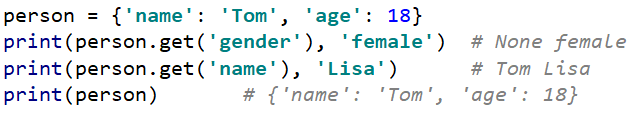 person = {'name': 'Tom', 'age': 18}
print(person.get('gender'), 'female')  # None female
print(person.get('name'), 'Lisa')      # Tom Lisa
print(person)        # {'name': 'Tom', 'age': 18}